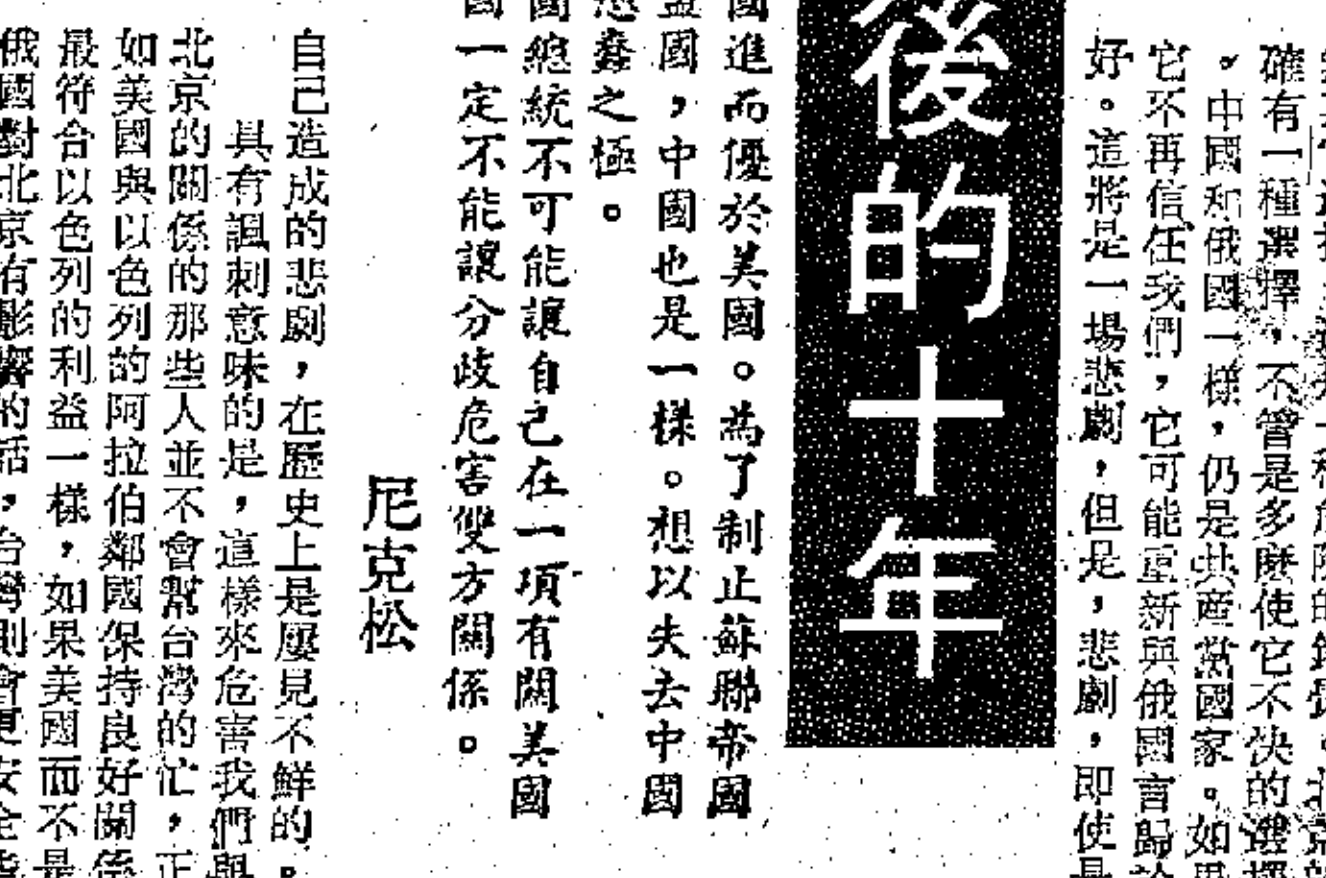 確有一種選擇，不管是多麼使它不快的選擇
，中國和俄國一樣，仍是共產黨國家。如果
它不再信任我們，它可能重新與俄國言歸於
好。這將是一場悲劇，但是，悲劇，即使是
後的十年
國進而優於美國。為了制止蘇聯帝國
盟國，中國也是一樣。想以失去中國
愚蠢之極。
國總統不可能讓自己在一項有關美國
國一定不能讓分歧危害雙方關係。
尼克松
自己造成的悲劇，在歷史上是屢見不鮮的。
具有諷刺意味的是，這樣來危害我們與
北京的關係的那些人並不會幫台灣的忙，正
如美國與以色列的阿拉伯鄰國保持良好關係
最符合以色列的利益一樣，如果美國而不是
俄國對北京有影響的話，台灣則會更安全